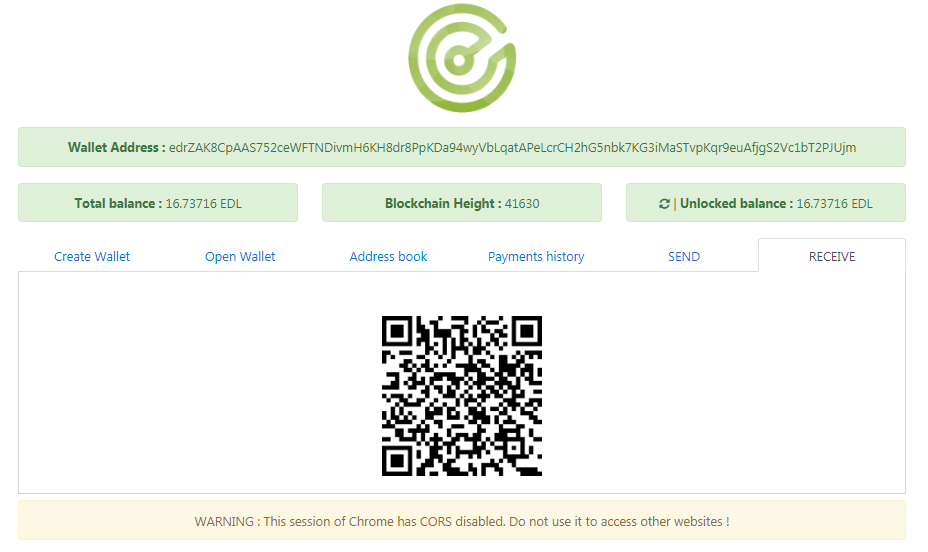 Wallet Address : edrZAK8CpAAS752ceWFTNDivmH6KH8dr8PpKDa94wyVbLqatAPeLcrCH2hG5nbk7KG3iMaSTvpKqr9euAfjgS2Vc1bT2PJUjm
Total balance : 16.73716 EDL
Blockchain Height : 41630
| Unlocked balance : 16.73716 EDL
Create Wallet
Open Wallet
Address book
Payments history
SEND
RECEIVE
WARNING : This session of Chrome has CORS disabled. Do not use it to access other websites !